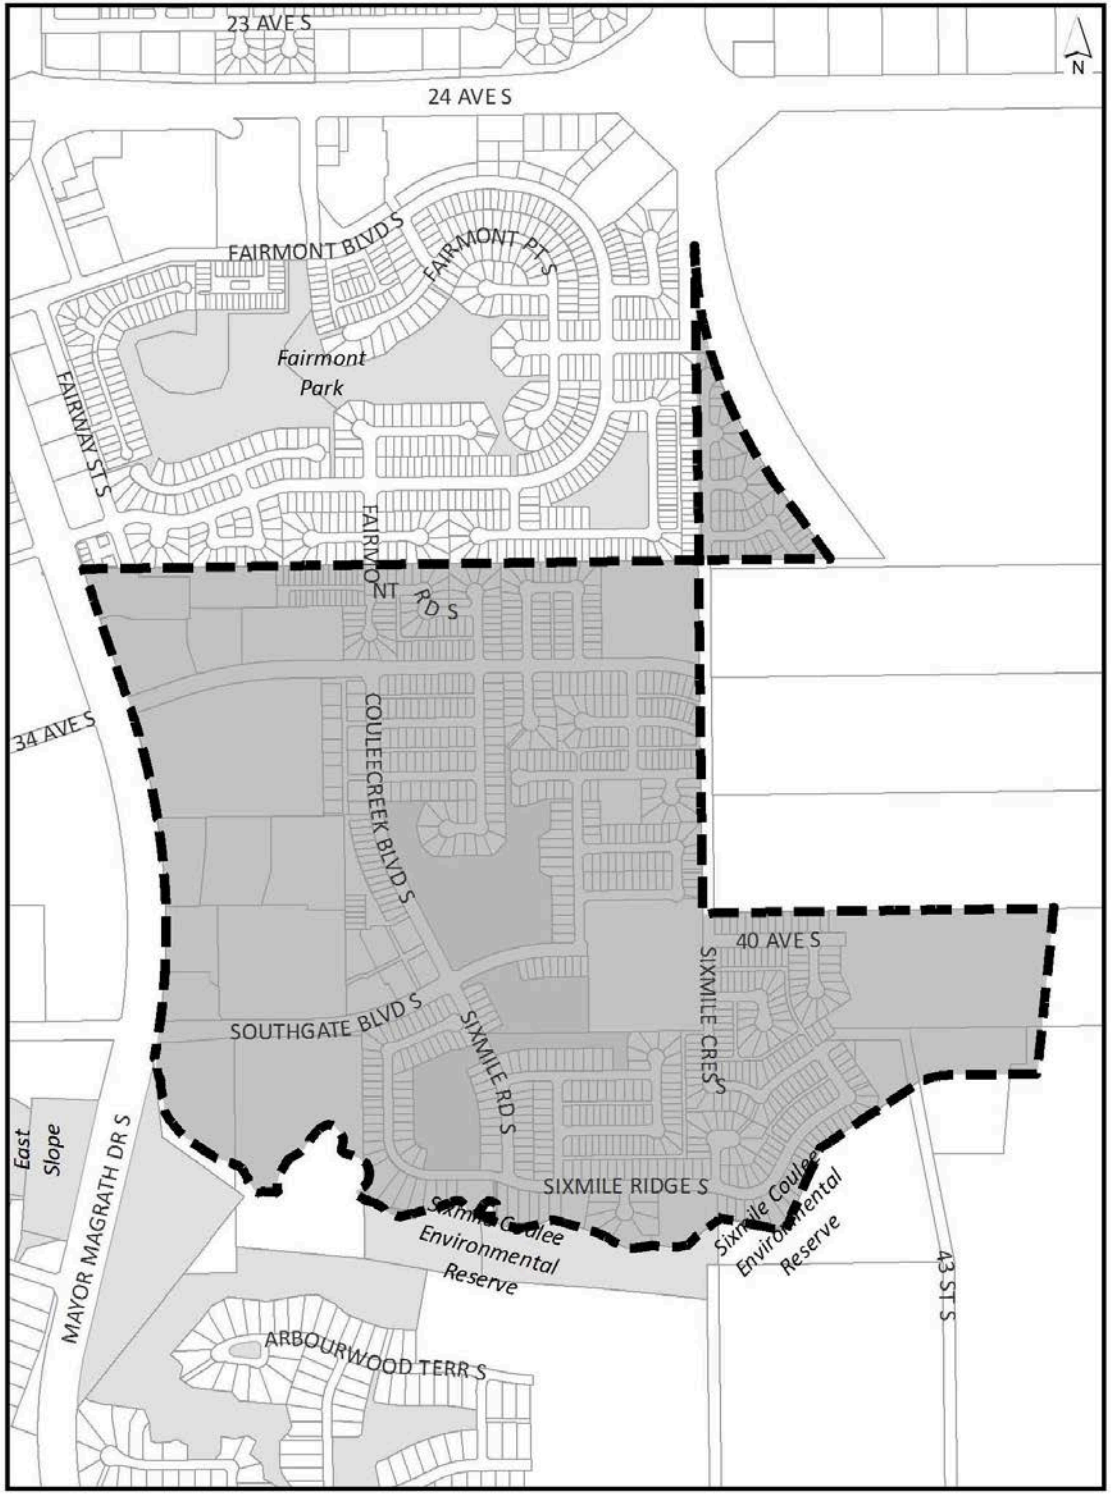 23 AVE S
N
24 AVE S
FAIRMONT BLVD S
FAIRMONT PT S
Fairmont
Park
FAIRWAY ST S
FAIRMONT RD S
34 AVE S
COULEECREEK BLVD S
40 AVE S
SIXMILE CRES S
SOUTHGATE BLVD S
SIXMILE RD S
East
Slope
MAYOR MAGRATH DR S
SIXMILE RIDGE S
Sixmile Coulee
Environmental
Reserve
Sixmile Coulee
Environmental
Reserve
43 ST S
ARBOURWOOD TERR S